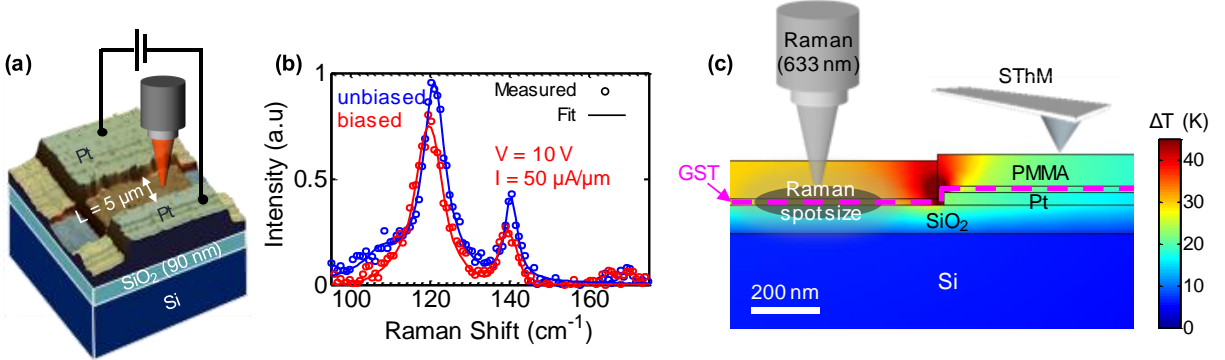 (a)
Pt
L = 5 µm
Pt
SiO2 (90 nm)
Si
(b)
Intensity (a.u)
1
0.5
0
unbiased
biased
Measured
Fit
V = 10 V
I = 50 µA/µm
100
120
140
160
Raman Shift (cm-1)
(c)
Raman
(633 nm)
SThM
GST
Raman
spotsize
PMMA
Pt
SiO2
Si
200 nm
ΔT (K)
40
30
20
10
0